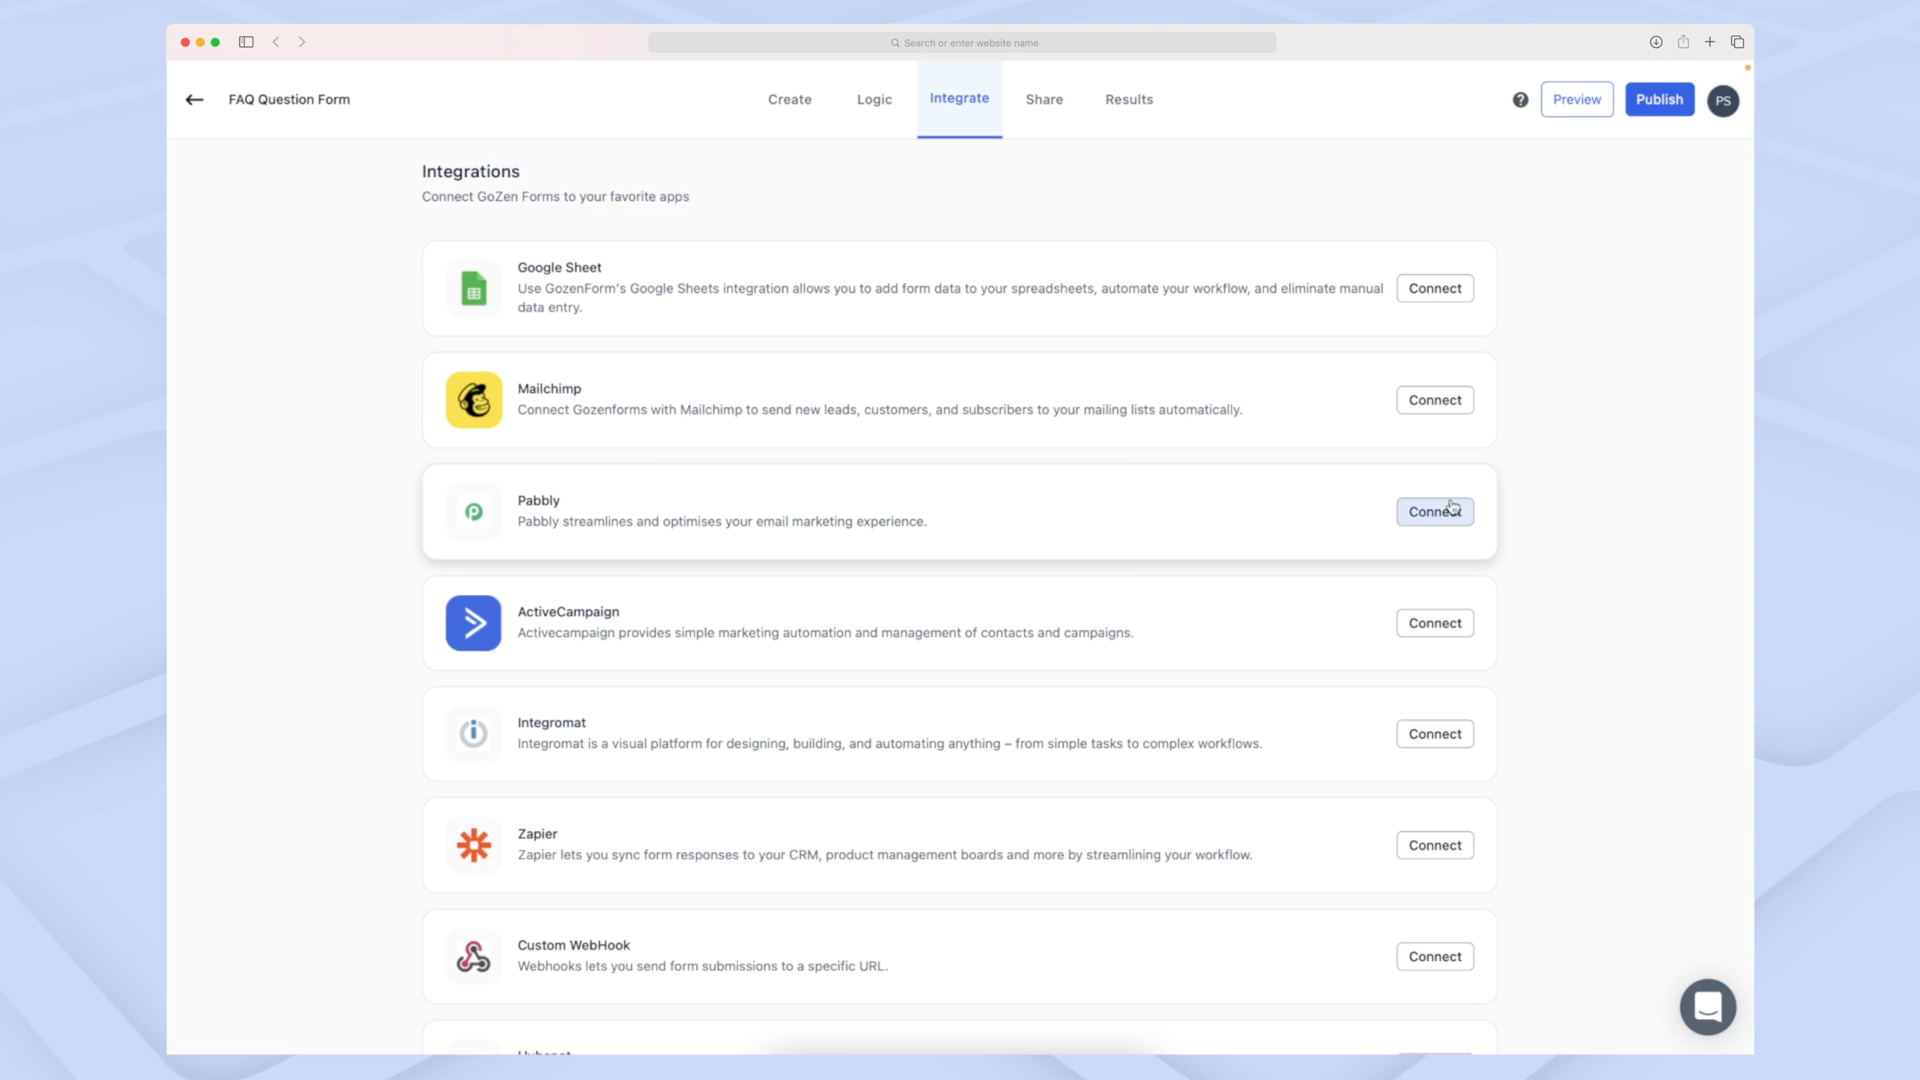 Search or enter website name
FAQ Question Form
Create
Logic
Integrate
Share
Results
?
Preview
Publish
PS
Integrations
Connect GoZen Forms to your favorite apps
Google Sheet
Use GozenForm's Google Sheets integration allows you to add form data to your spreadsheets, automate your workflow, and eliminate manual
data entry.
Connect
Mailchimp
Connect Gozenforms with Mailchimp to send new leads, customers, and subscribers to your mailing lists automatically.
Connect
Pabbly
Pabbly streamlines and optimises your email marketing experience.
Connect
ActiveCampaign
Activecampaign provides simple marketing automation and management of contacts and campaigns.
Connect
Integromat
Integromat is a visual platform for designing, building, and automating anything – from simple tasks to complex workflows.
Connect
Zapier
Zapier lets you sync form responses to your CRM, product management boards and more by streamlining your workflow.
Connect
Custom WebHook
Webhooks lets you send form submissions to a specific URL.
Connect